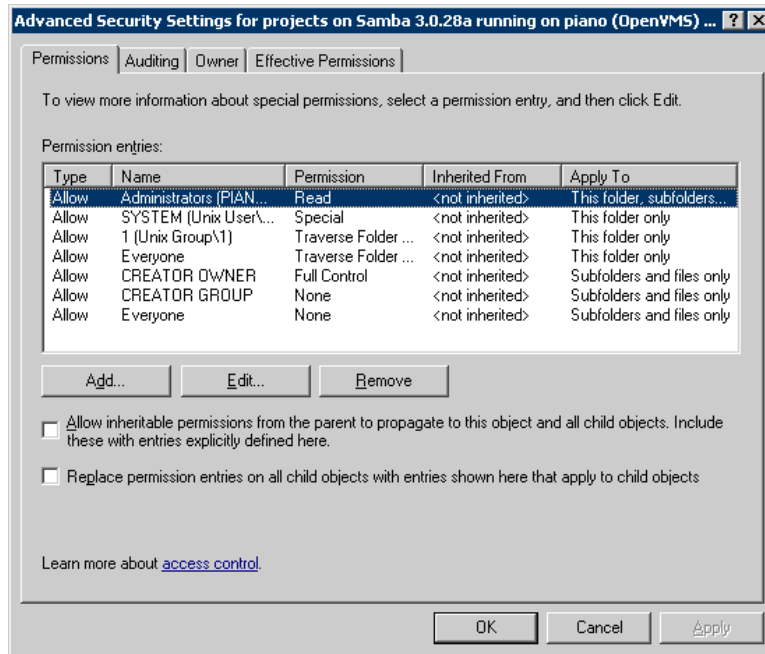 Advanced Security Settings for projects on Samba 3.0.28a running on piano (OpenVMS) ... ? X
Permissions Auditing Owner Effective Permissions
To view more information about special permissions, select a permission entry, and then click Edit.
Permission entries:
Type Name Permission Inherited From Apply To
Allow Administrators (PIAN... Read <not inherited> This folder, subfolders...
Allow SYSTEM (Unix User\... Special <not inherited> This folder only
Allow 1 (Unix Group\1) Traverse Folder ... <not inherited> This folder only
Allow Everyone Traverse Folder ... <not inherited> This folder only
Allow CREATOR OWNER Full Control <not inherited> Subfolders and files only
Allow CREATOR GROUP None <not inherited> Subfolders and files only
Allow Everyone None <not inherited> Subfolders and files only
Add... Edit... Remove
Allow inheritable permissions from the parent to propagate to this object and all child objects. Include
these with entries explicitly defined here.
Replace permission entries on all child objects with entries shown here that apply to child objects
Learn more about access control.
OK Cancel Apply